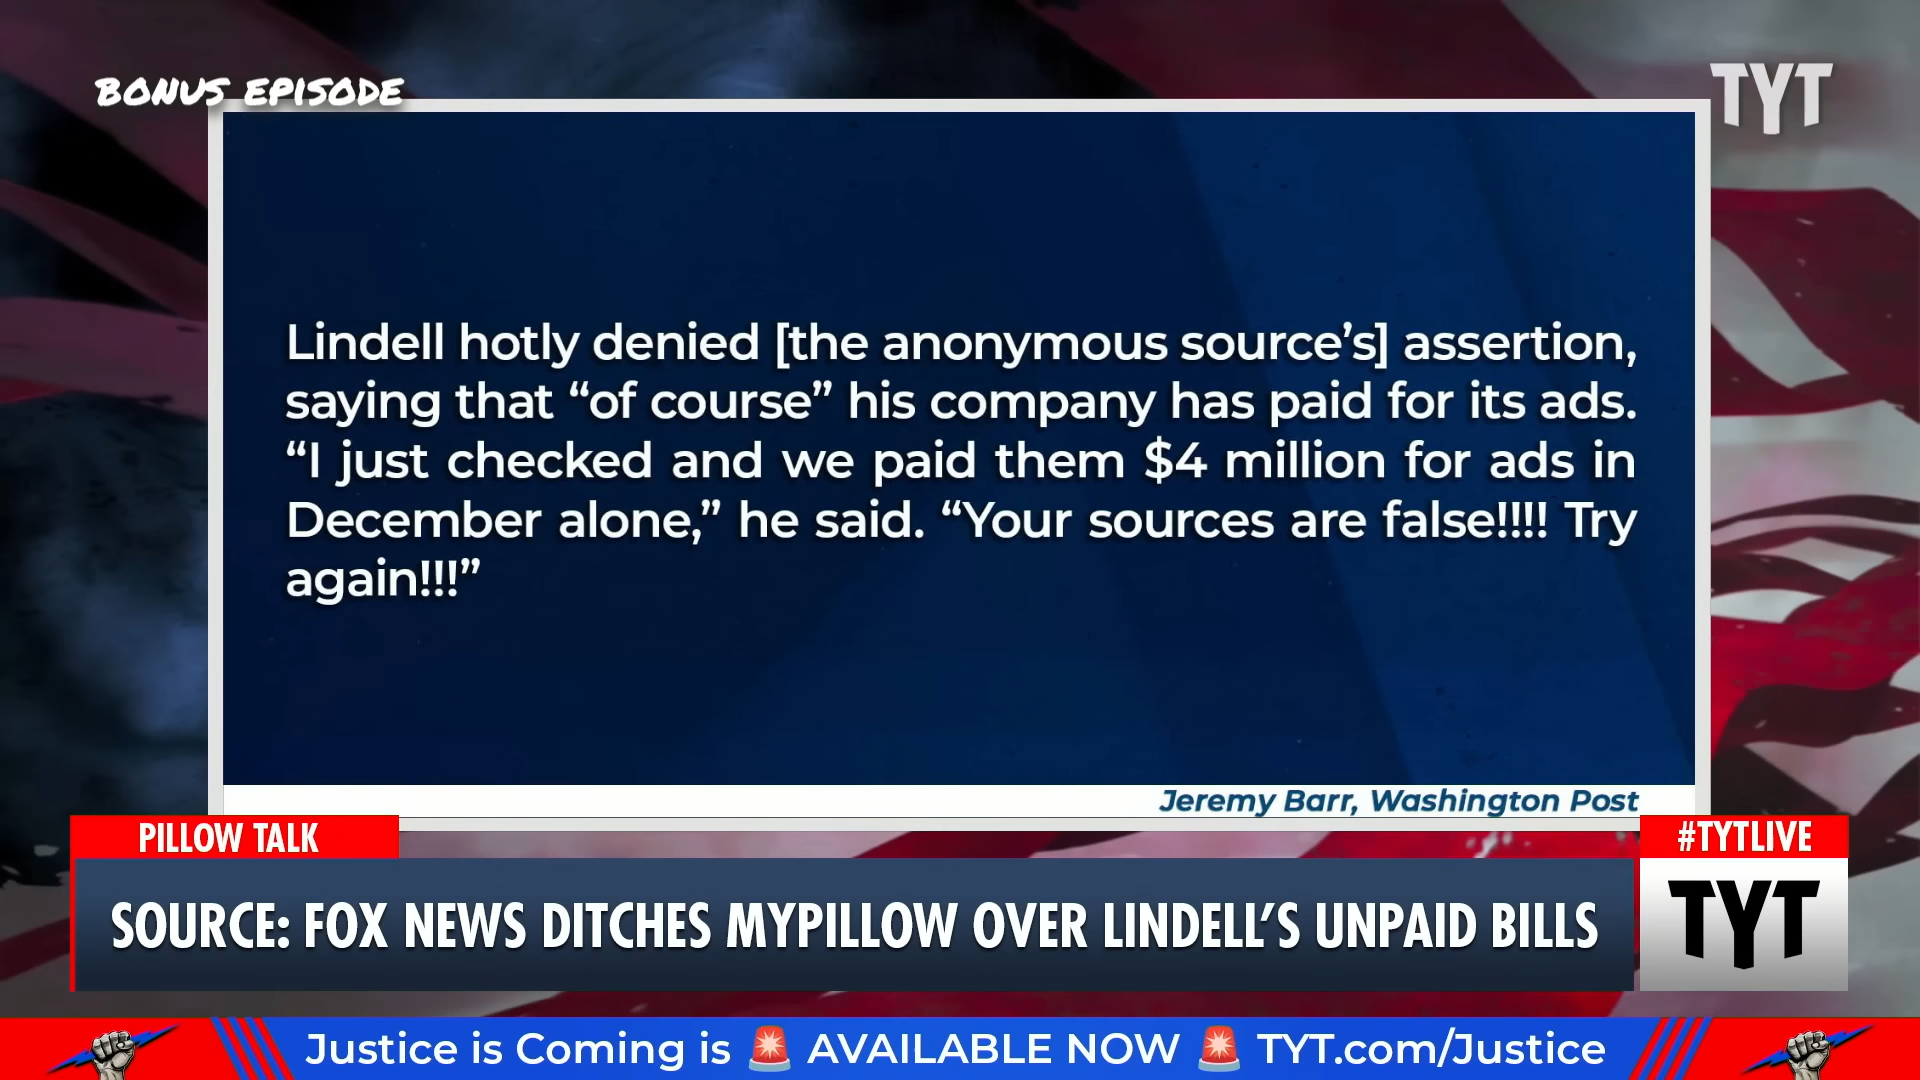 BONUS EPISODE
TYT
Lindell hotly denied [the anonymous source’s] assertion,
saying that “of course” his company has paid for its ads.
“I just checked and we paid them $4 million for ads in
December alone,” he said. “Your sources are false!!!! Try
again!!!”
Jeremy Barr, Washington Post
PILLOW TALK
#TYTLIVE
SOURCE: FOX NEWS DITCHES MYPILLOW OVER LINDELL’S UNPAID BILLS
TYT
Justice is Coming is 🚨 AVAILABLE NOW 🚨 TYT.com/Justice